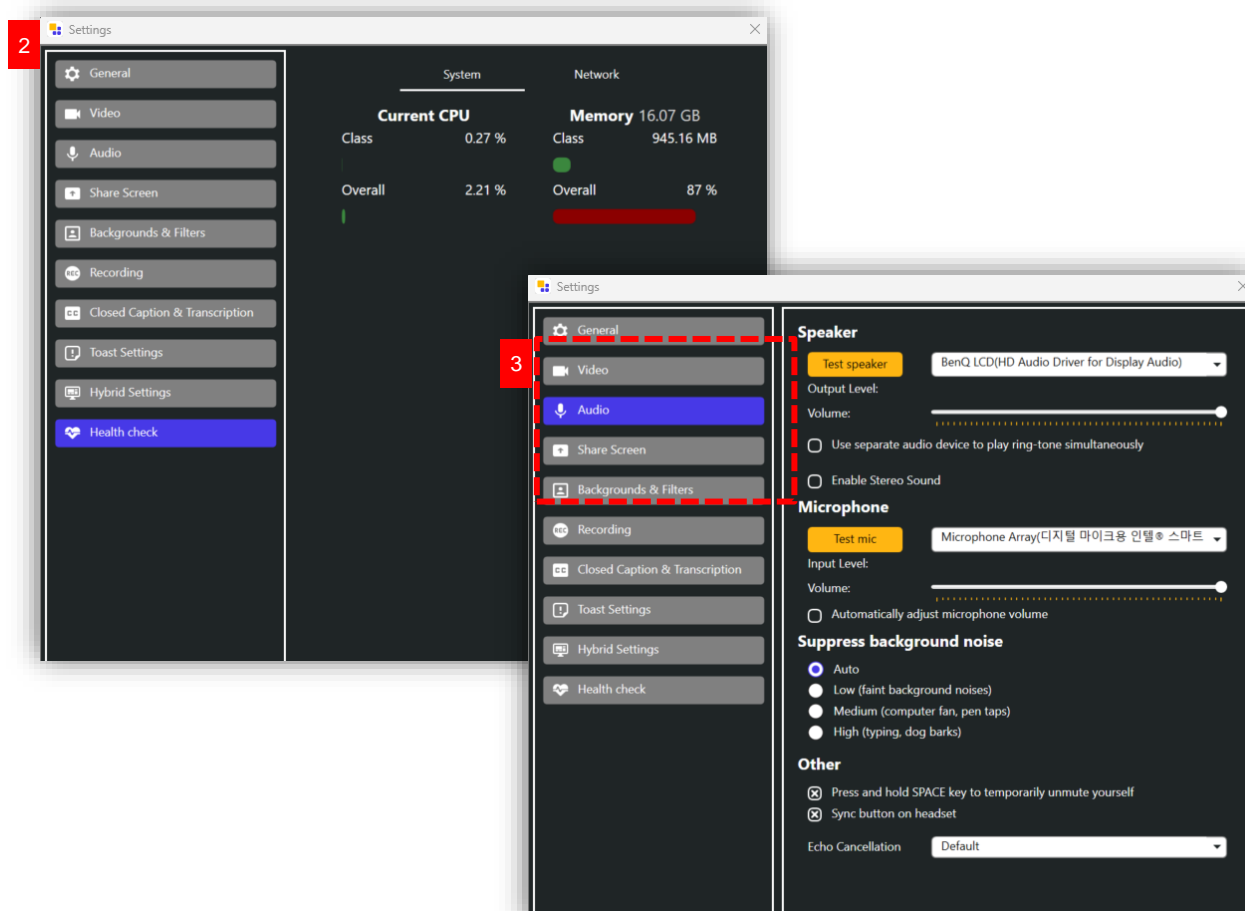 2
Settings
General
Video
Audio
Share Screen
Backgrounds & Filters
REC Recording
CC Closed Caption & Transcription
Toast Settings
Hybrid Settings
Health check
System Network
Current CPU Memory 16.07 GB
Class 0.27 % Class 945.16 MB
Overall 2.21 % Overall 87 %
3
Settings
General
Video
Audio
Share Screen
Backgrounds & Filters
REC Recording
CC Closed Caption & Transcription
Toast Settings
Hybrid Settings
Health check
Speaker
Test speaker BenQ LCD(HD Audio Driver for Display Audio)
Output Level:
Volume:
Use separate audio device to play ring-tone simultaneously
Enable Stereo Sound
Microphone
Test mic Microphone Array(디지털 마이크용 인텔® 스마트
Input Level:
Volume:
Automatically adjust microphone volume
Suppress background noise
Auto
Low (faint background noises)
Medium (computer fan, pen taps)
High (typing, dog barks)
Other
Press and hold SPACE key to temporarily unmute yourself
Sync button on headset
Echo Cancellation Default